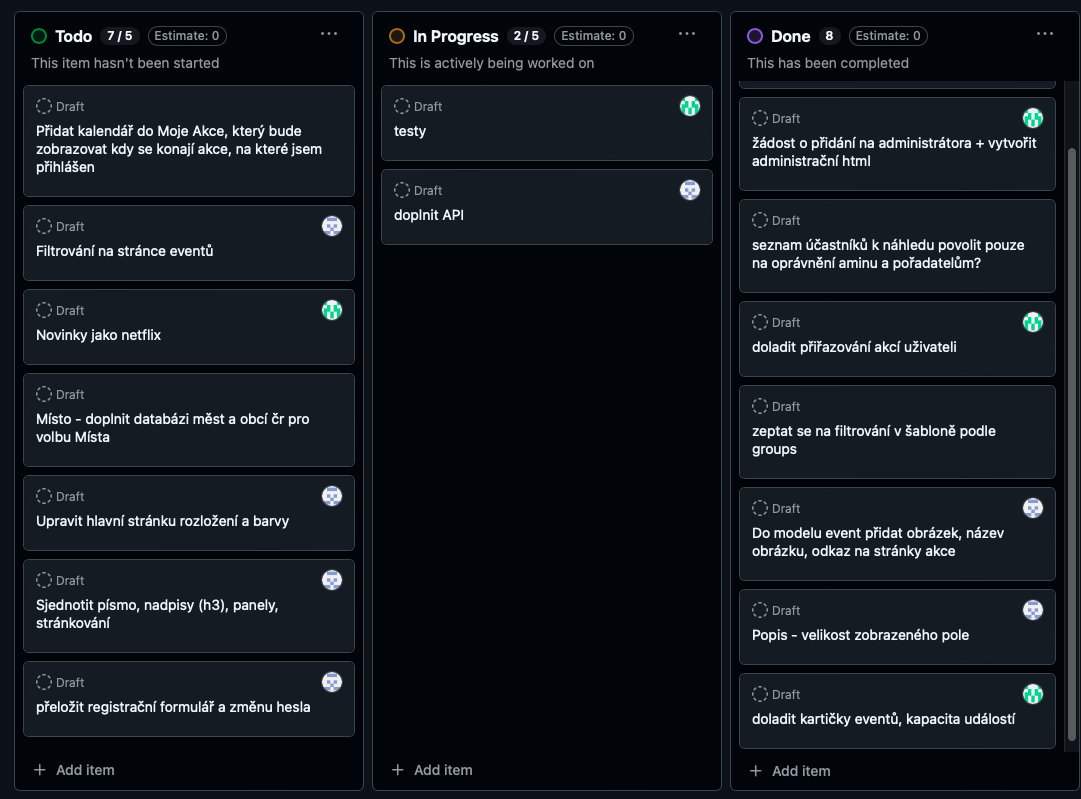 Todo 7 / 5 Estimate: 0
This item hasn't been started
Draft
Přidat kalendář do Moje Akce, který bude
zobrazovat kdy se konají akce, na které jsem
přihlášen
Draft
Filtrování na stránce eventů
Draft
Novinky jako netflix
Draft
Místo - doplnit databázi měst a obcí čr pro
volbu Místa
Draft
Upravit hlavní stránku rozložení a barvy
Draft
Sjednotit písmo, nadpisy (h3), panely,
stránkování
Draft
přeložit registrační formulář a změnu hesla
+ Add item
In Progress 2 / 5 Estimate: 0
This is actively being worked on
Draft
testy
Draft
doplnit API
+ Add item
Done 8 Estimate: 0
This has been completed
Draft
žádost o přidání na administrátora + vytvořit
administrační html
Draft
seznam účastníků k náhledu povolit pouze
na oprávnění aminu a pořadatelům?
Draft
doladit přiřazování akcí uživateli
Draft
zeptat se na filtrování v šabloně podle
groups
Draft
Do modelu event přidat obrázek, název
obrázku, odkaz na stránky akce
Draft
Popis - velikost zobrazeného pole
Draft
doladit kartičky eventů, kapacita událostí
+ Add item